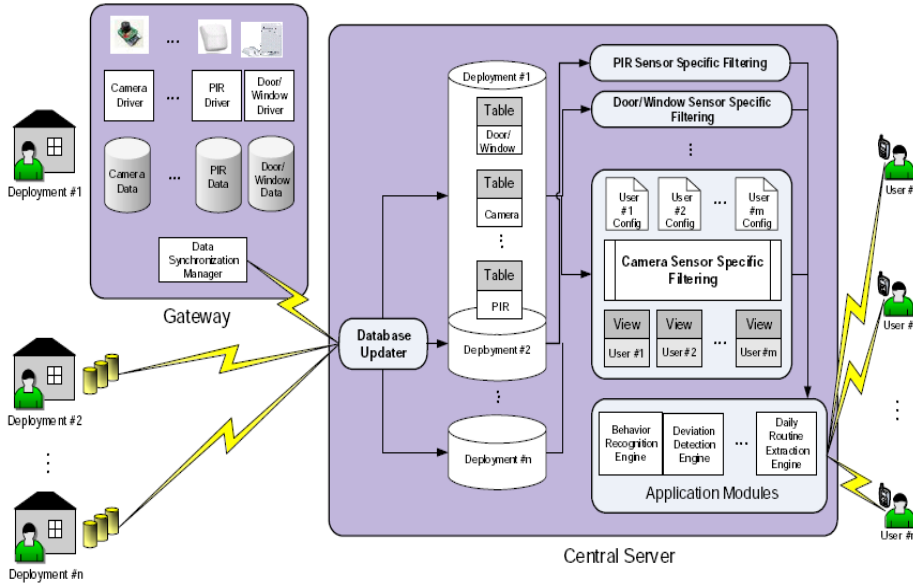 ...
Camera
Driver
...
PIR
Driver
Door/
Window
Driver
Camera
Data
...
PIR
Data
Door/
Window
Data
Data
Synchronization
Manager
Gateway
Deployment #1
Deployment #2
Deployment #n
Database
Updater
Deployment #1
Table
Door/
Window
Table
Camera
Table
PIR
Deployment #2
Deployment #n
PIR Sensor Specific Filtering
Door/Window Sensor Specific
Filtering
User
#1
Config
User
#2
Config
...
User
#m
Config
Camera Sensor Specific
Filtering
View
User #1
View
User #2
...
View
User#m
Behavior
Recognition
Engine
Deviation
Detection
Engine
...
Daily
Routine
Extraction
Engine
Application Modules
Central Server
User #
User #
User #